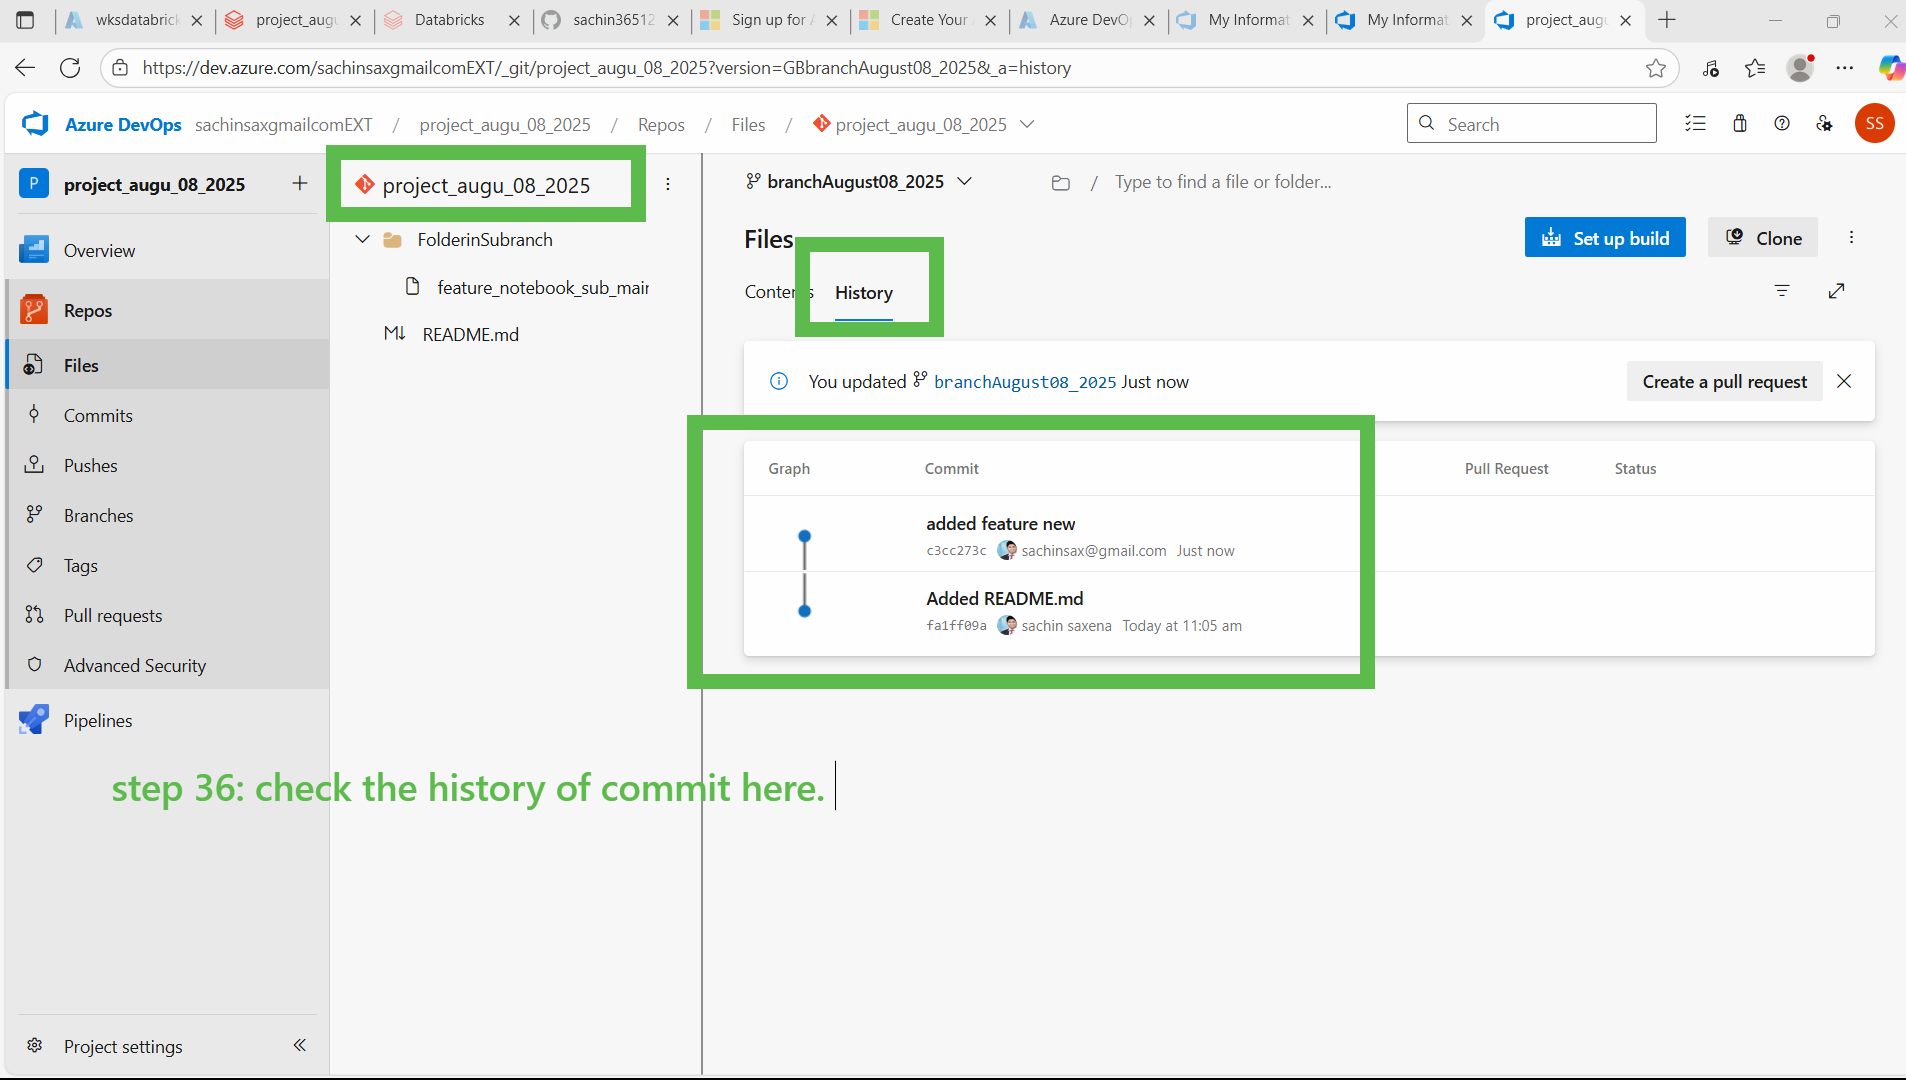 wksdatabrick
project_augu
Databricks
sachin36512
Sign up for A
Create Your A
Azure DevOp
My Informat
My Informat
project_augu
https://dev.azure.com/sachinsaxgmailcomEXT/_git/project_augu_08_2025?version=GBbranchAugust08_2025&_a=history
Azure DevOps sachinsaxgmailcomEXT / project_augu_08_2025 / Repos / Files / project_augu_08_2025
Search
SS
P project_augu_08_2025 +
Overview
Repos
Files
Commits
Pushes
Branches
Tags
Pull requests
Advanced Security
Pipelines
Project settings
project_augu_08_2025
FolderinSubranch
feature_notebook_sub_mair
M↓ README.md
branchAugust08_2025 / Type to find a file or folder...
Files
Set up build Clone
Contents History
You updated branchAugust08_2025 Just now
Create a pull request
Graph Commit Pull Request Status
added feature new
c3cc273c sachinsax@gmail.com Just now
Added README.md
fa1ff09a sachin saxena Today at 11:05 am
step 36: check the history of commit here.